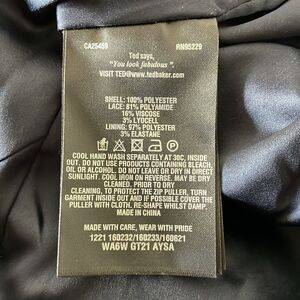 CA25459 RN95229
Ted says,
"You look fabulous".
VISIT TED@WWW.tedbaker.com
SHELL: 100% POLYESTER
LACE: 81% POLYAMIDE
16% VISCOSE
3% LYOCELL
LINING: 97% POLYESTER
3% ELASTANE
COOL HAND WASH SEPARATELY AT 30C, INSIDE
OUT. DO NOT USE PRODUCTS CONTAINING BLEACH,
OIL OR ALCOHOL. DO NOT LEAVE OR DRY IN DIRECT
SUNLIGHT. COOL IRON ON REVERSE. MAY BE DRY
CLEANED. PRIOR TO DRY
CLEANING, TO PROTECT THE ZIP PULLER, TURN
GARMENT INSIDE OUT AND IF POSSIBLE COVER THE
PULLER WITH CLOTH. RE-SHAPE WHILST DAMP.
MADE IN CHINA
MADE WITH CARE, WEAR WITH PRIDE
1221 160232/160233/160621
WA6W GT21 AYSA